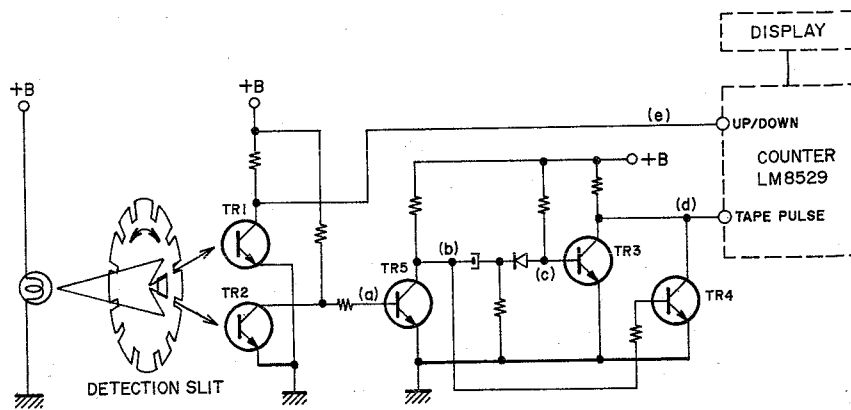 DISPLAY
+B
+B
(e)
UP/DOWN
COUNTER
LM8529
+B
(d)
TAPE PULSE
TR1
TR2
(a)
TR5
(b)
(c)
TR3
TR4
DETECTION SLIT